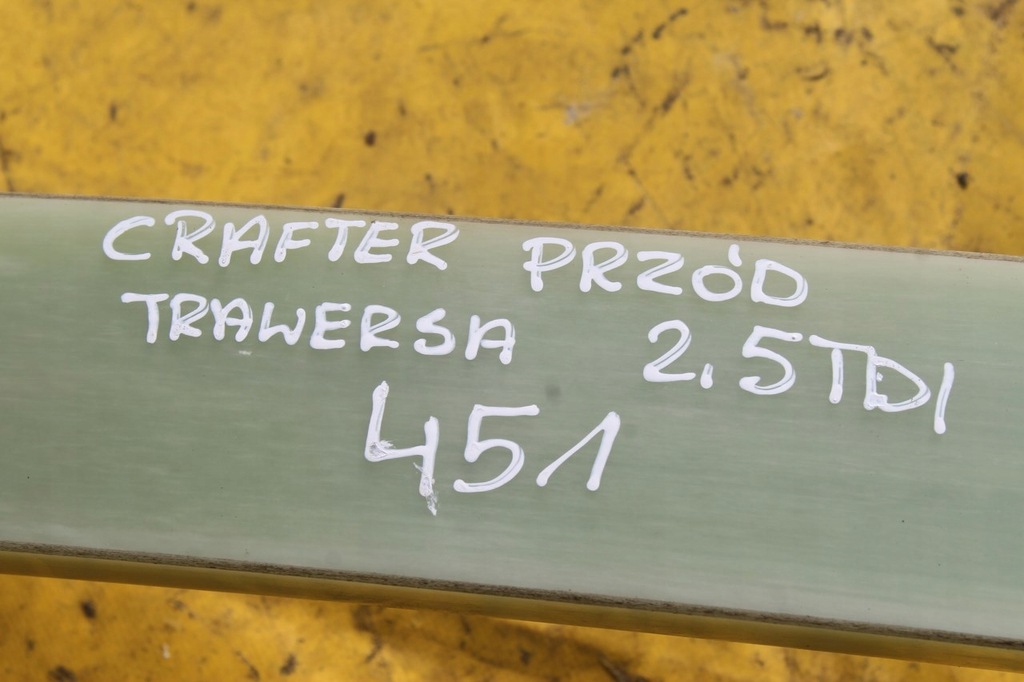 CRAFTER PRZÓD
TRAWERSA 2.5TDI
451